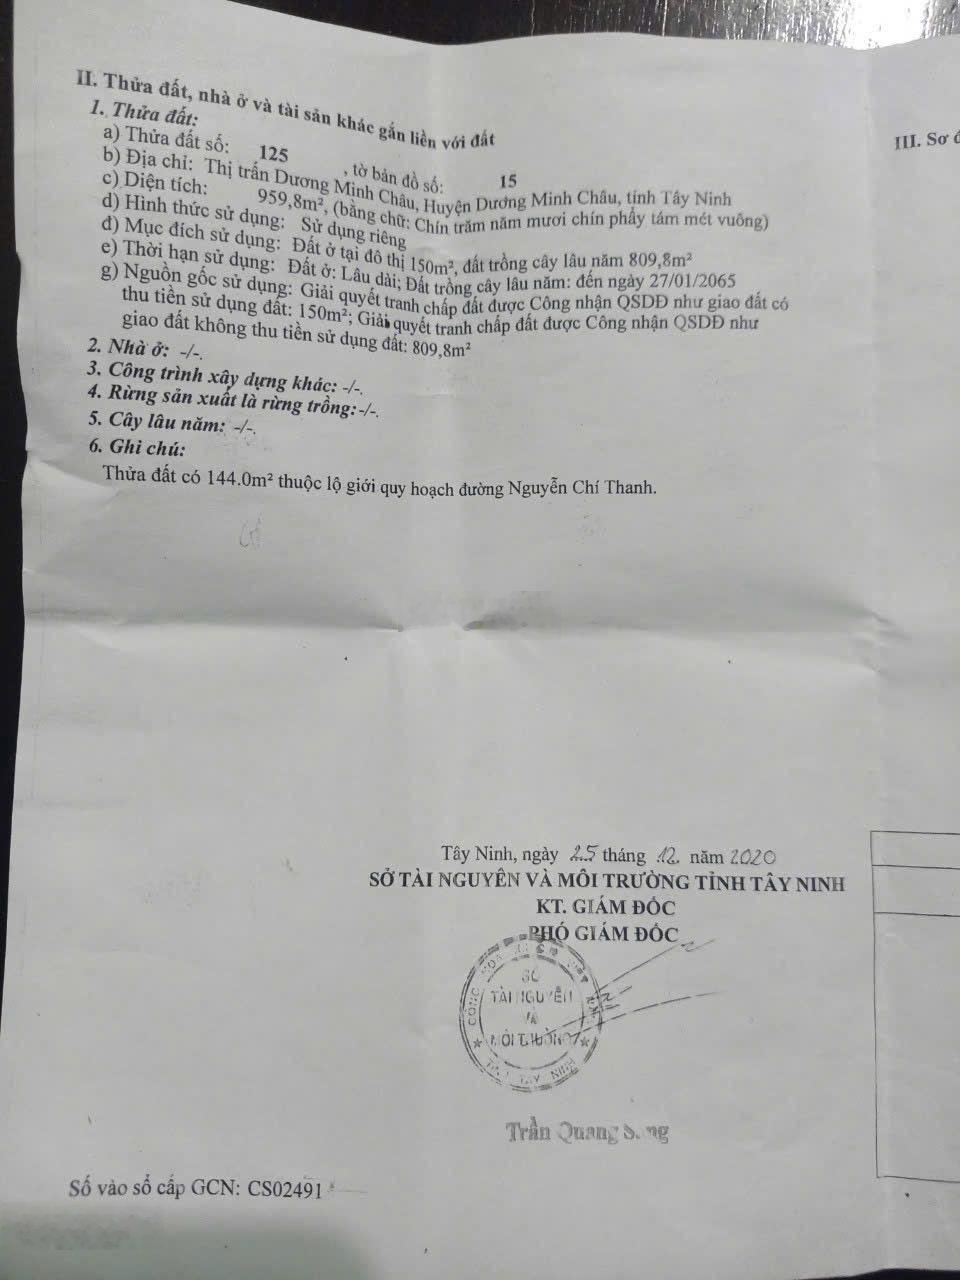 II. Thửa đất, nhà ở và tài sản khác gắn liền với đất
1. Thửa đất:
a) Thửa đất số: 125 , tờ bản đồ số: 15
b) Địa chỉ: Thị trấn Dương Minh Châu, Huyện Dương Minh Châu, tỉnh Tây Ninh
c) Diện tích: 959,8m², (bằng chữ: Chín trăm năm mươi chín phẩy tám mét vuông)
d) Hình thức sử dụng: Sử dụng riêng
đ) Mục đích sử dụng: Đất ở tại đô thị 150m², đất trồng cây lâu năm 809,8m²
e) Thời hạn sử dụng: Đất ở: Lâu dài; Đất trồng cây lâu năm: đến ngày 27/01/2065
g) Nguồn gốc sử dụng: Giải quyết tranh chấp đất được Công nhận QSDĐ như giao đất có
thu tiền sử dụng đất: 150m²; Giải quyết tranh chấp đất được Công nhận QSDĐ như
giao đất không thu tiền sử dụng đất: 809,8m²
2. Nhà ở: -/-.
3. Công trình xây dựng khác: -/-.
4. Rừng sản xuất là rừng trồng:-/-.
5. Cây lâu năm: -/-.
6. Ghi chú:
Thửa đất có 144.0m² thuộc lộ giới quy hoạch đường Nguyễn Chí Thanh.
III. Sơ đ
Tây Ninh, ngày 25 tháng 12 năm 2020
SỞ TÀI NGUYÊN VÀ MÔI TRƯỜNG TỈNH TÂY NINH
KT. GIÁM ĐỐC
PHÓ GIÁM ĐỐC
SỞ
TÀI NGUYÊN
VÀ
MÔI TRƯỜNG
TỈNH TÂY NINH
Trần Quang
Số vào sổ cấp GCN: CS02491